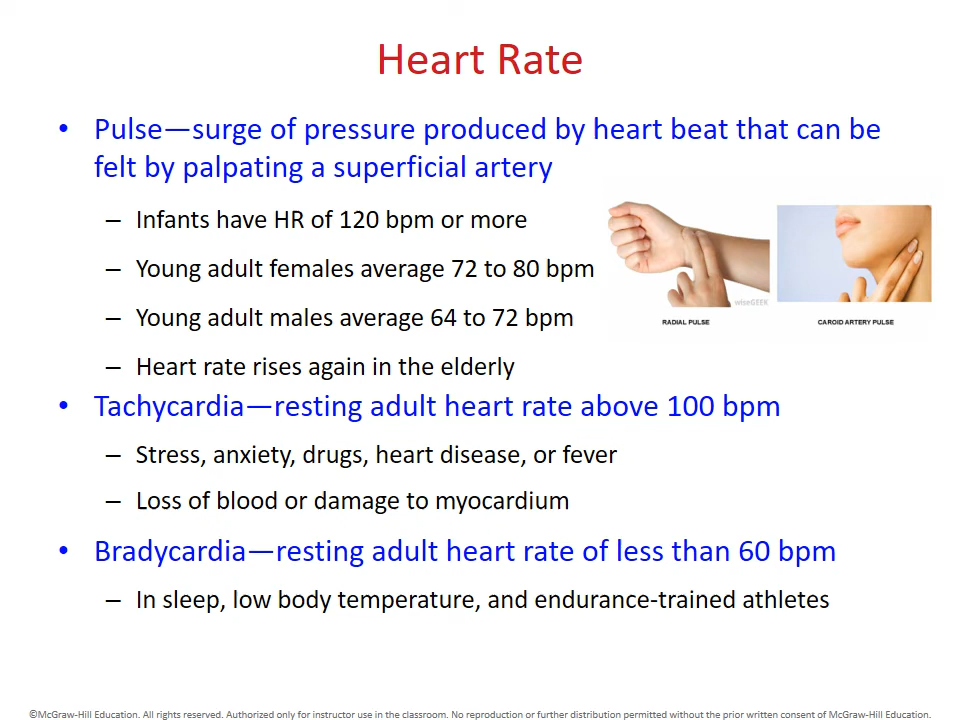 Heart Rate
• Pulse—surge of pressure produced by heart beat that can be
felt by palpating a superficial artery
– Infants have HR of 120 bpm or more
– Young adult females average 72 to 80 bpm
– Young adult males average 64 to 72 bpm
– Heart rate rises again in the elderly
wiseGEEK
RADIAL PULSE
CAROID ARTERY PULSE
• Tachycardia—resting adult heart rate above 100 bpm
– Stress, anxiety, drugs, heart disease, or fever
– Loss of blood or damage to myocardium
• Bradycardia—resting adult heart rate of less than 60 bpm
– In sleep, low body temperature, and endurance-trained athletes
©McGraw-Hill Education. All rights reserved. Authorized only for instructor use in the classroom. No reproduction or further distribution permitted without the prior written consent of McGraw-Hill Education.